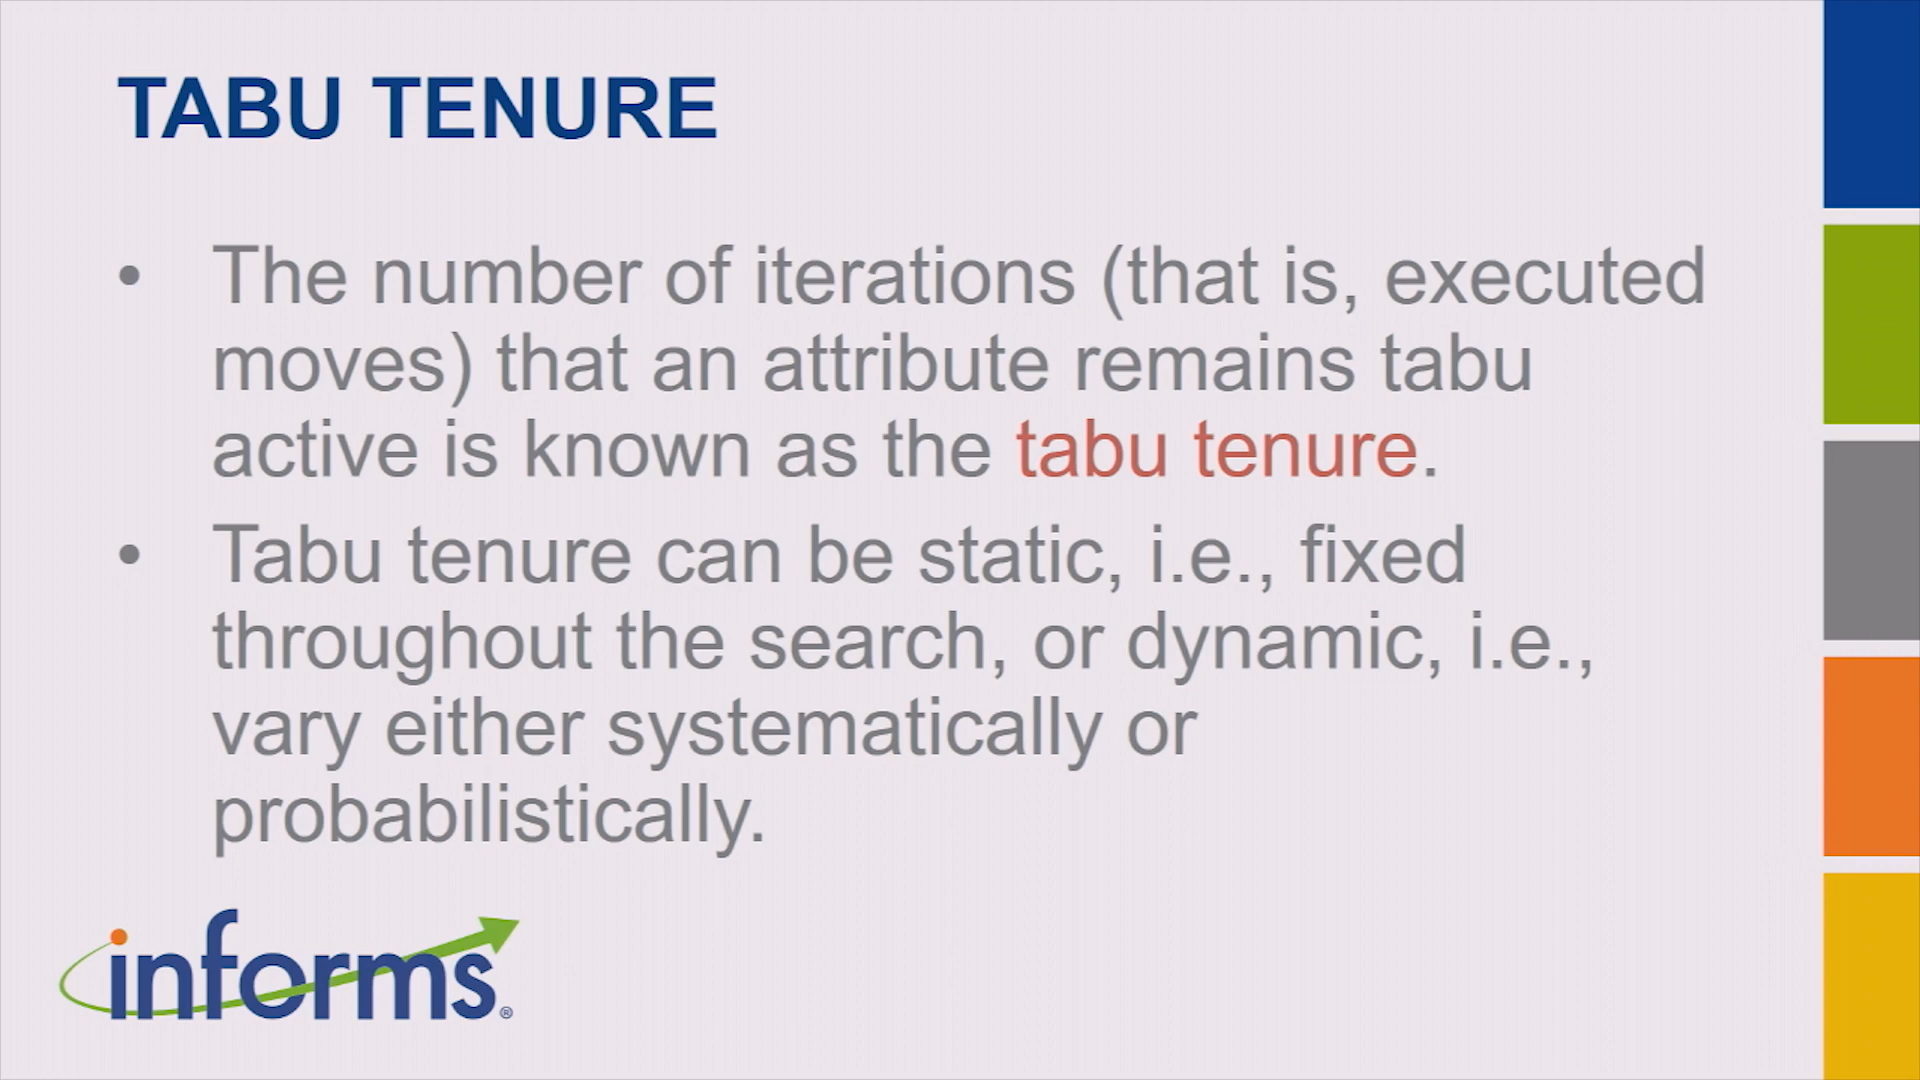 TABU TENURE
• The number of iterations (that is, executed
moves) that an attribute remains tabu
active is known as the tabu tenure.
• Tabu tenure can be static, i.e., fixed
throughout the search, or dynamic, i.e.,
vary either systematically or
probabilistically.
informs®